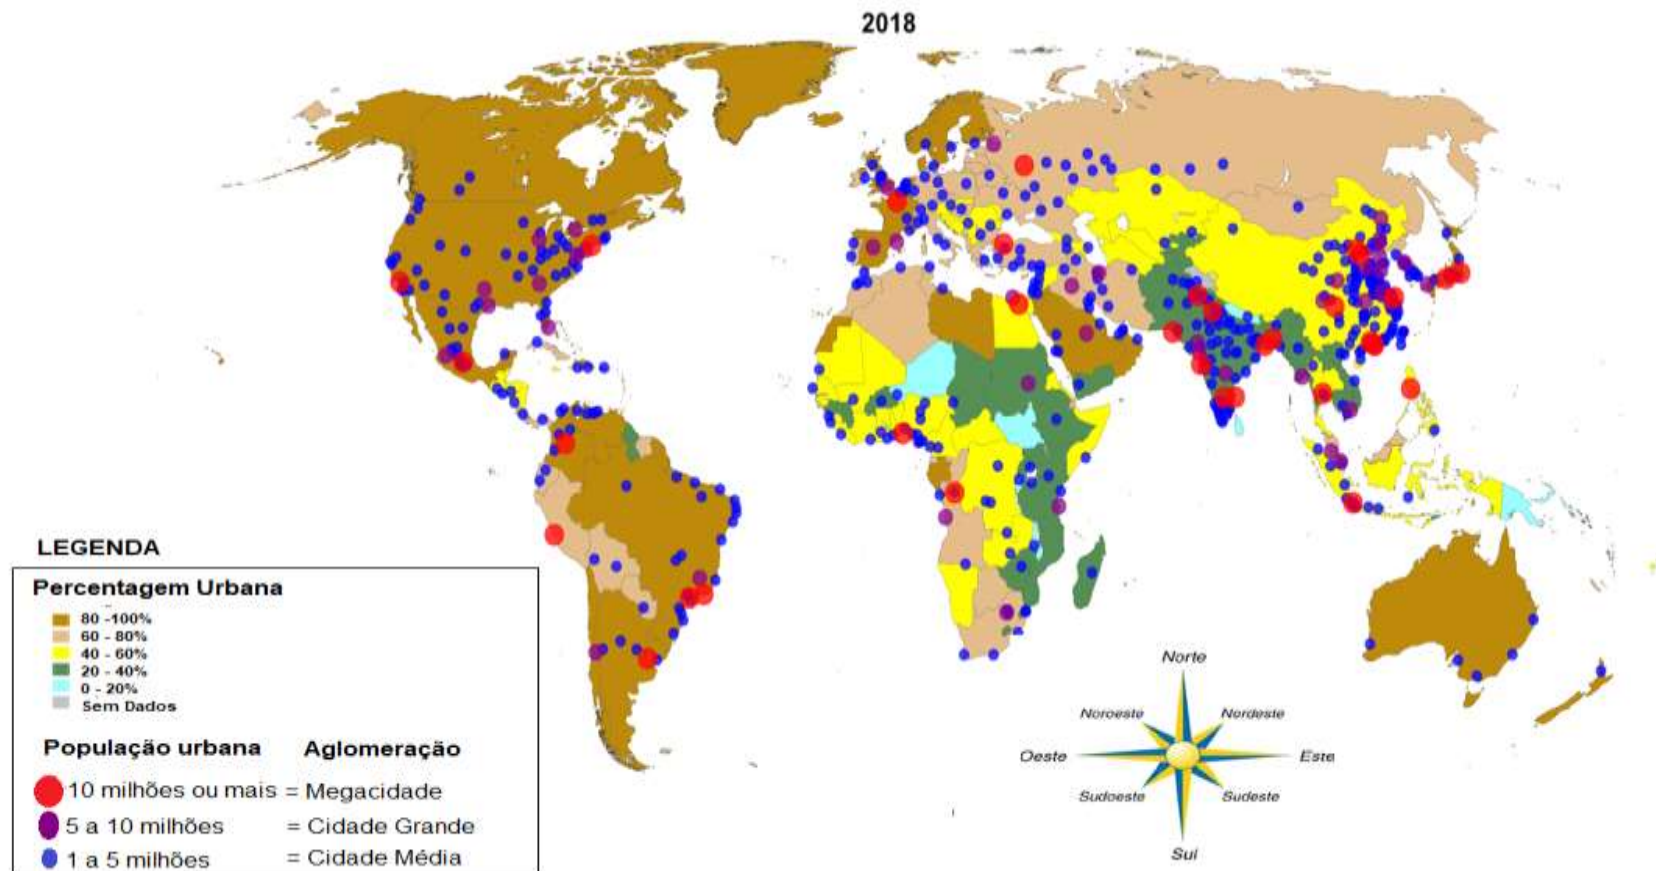 2018
LEGENDA
Percentagem Urbana
80 -100%
60 - 80%
40 - 60%
20 - 40%
0 - 20%
Sem Dados
População urbana Aglomeração
10 milhões ou mais = Megacidade
5 a 10 milhões = Cidade Grande
1 a 5 milhões = Cidade Média
Norte
Noroeste Nordeste
Oeste Este
Sudoeste Sudeste
Sul